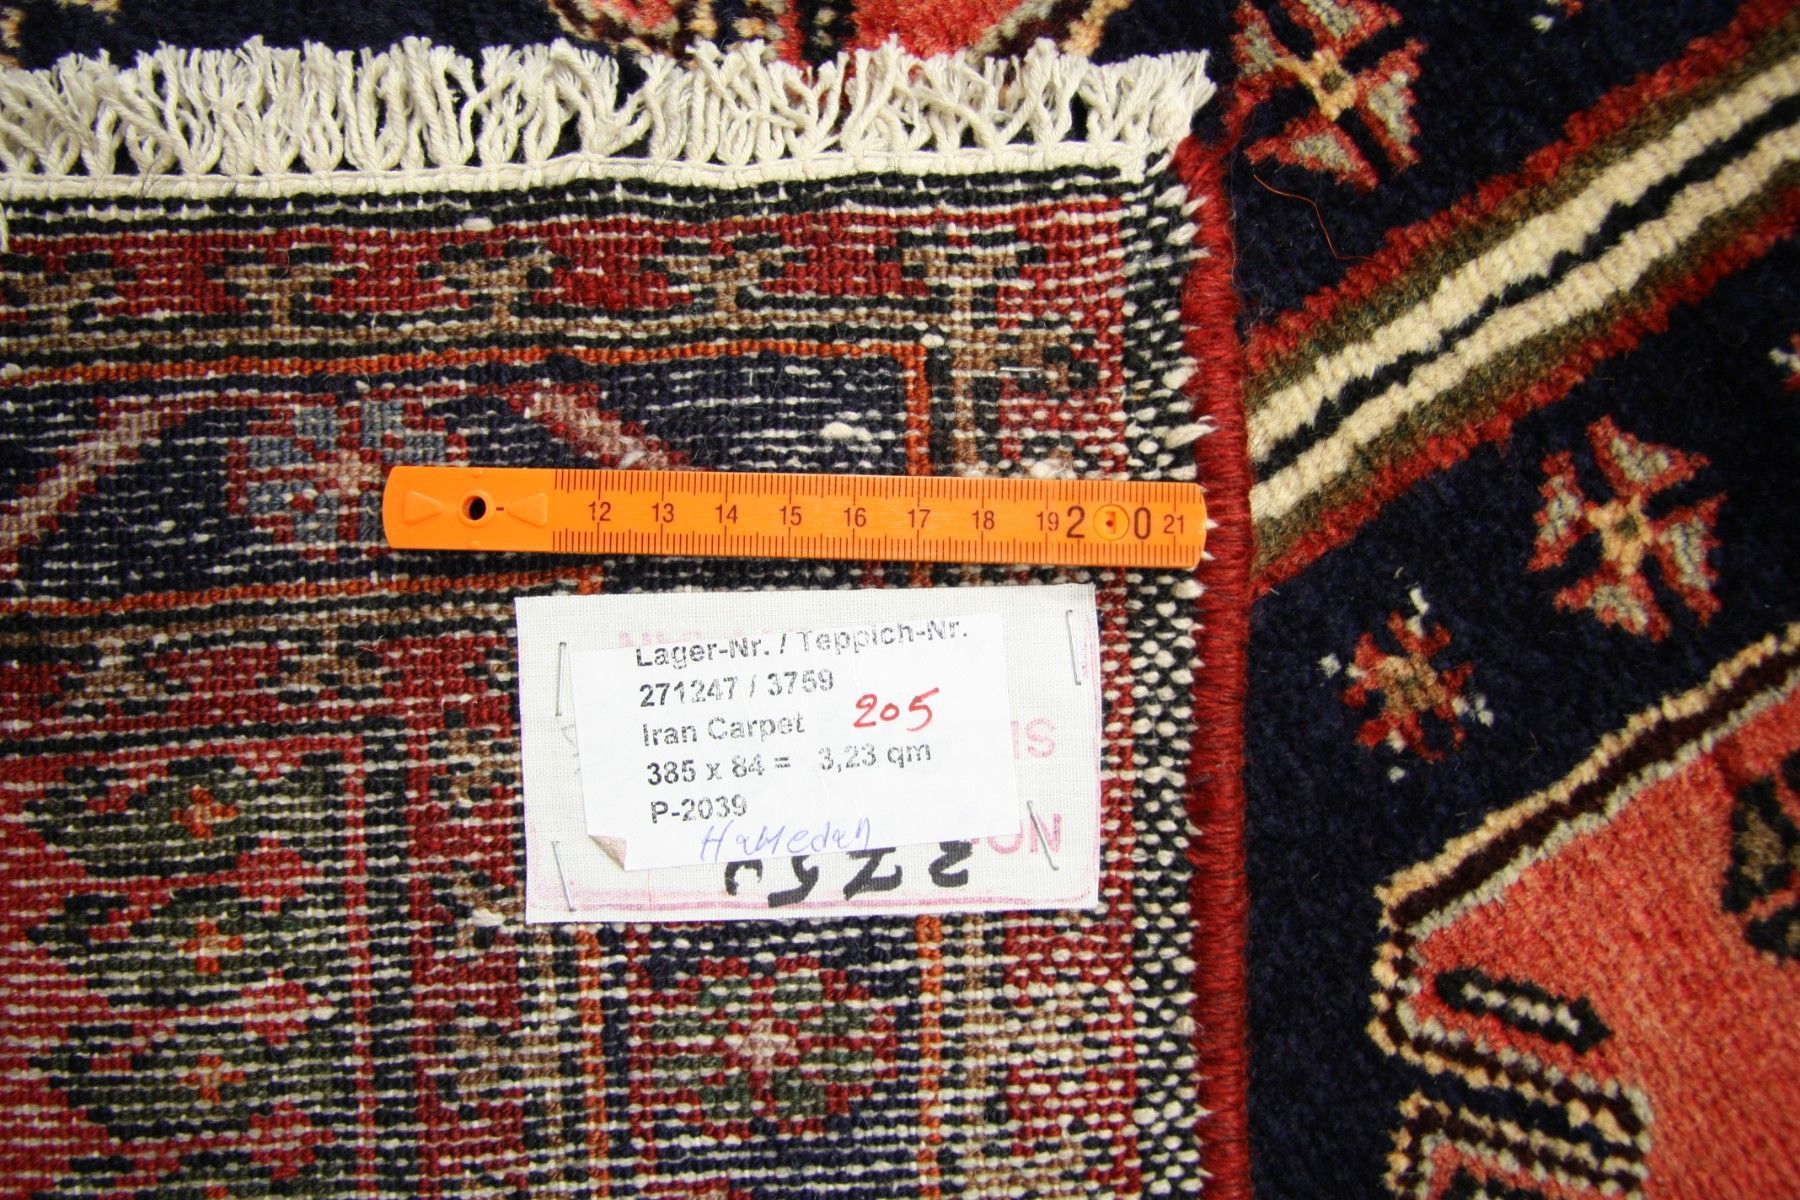 12 13 14 15 16 17 18 19 20 21
Lager-Nr. / Teppich-Nr.
271247 / 3759
Iran Carpet 205
385 x 84 = 3,23 qm
P-2039
Hamedan